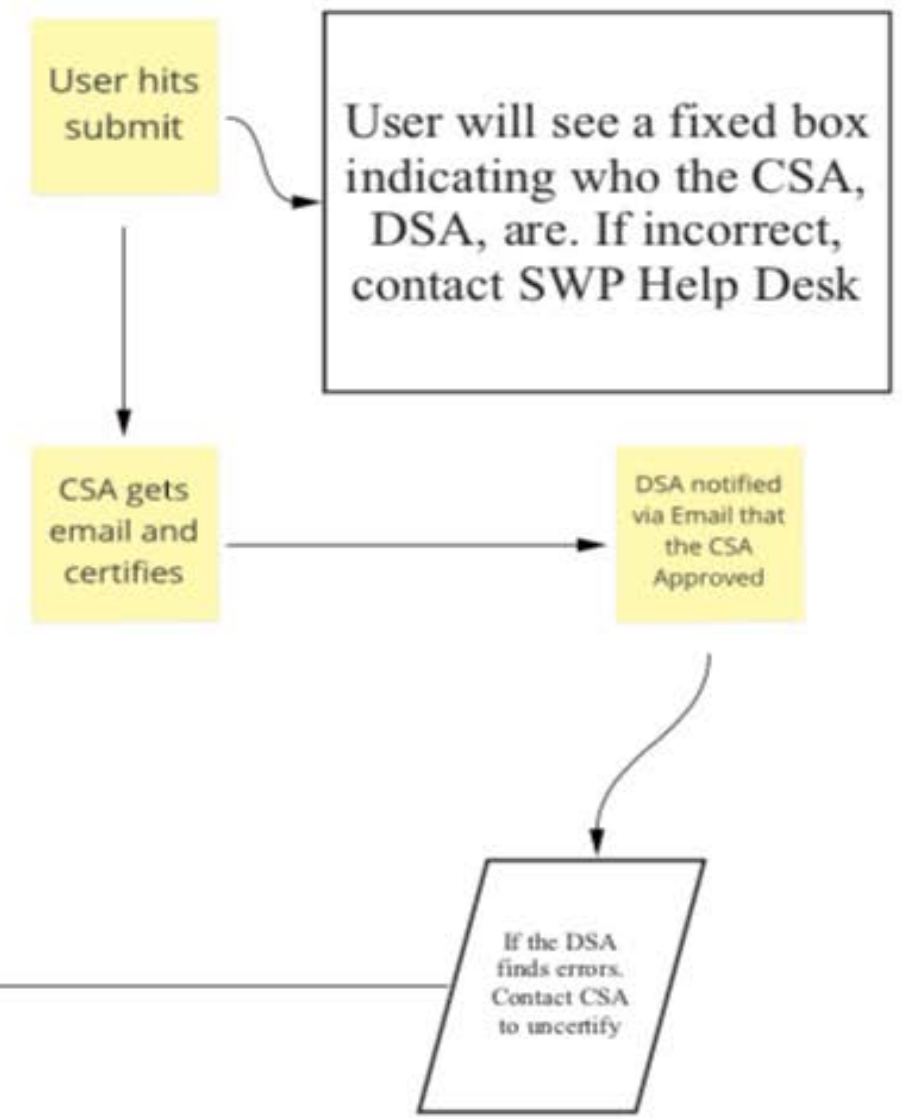 User hits
submit
User will see a fixed box
indicating who the CSA,
DSA, are. If incorrect,
contact SWP Help Desk
CSA gets
email and
certifies
DSA notified
via Email that
the CSA
Approved
If the DSA
finds errors.
Contact CSA
to uncertify